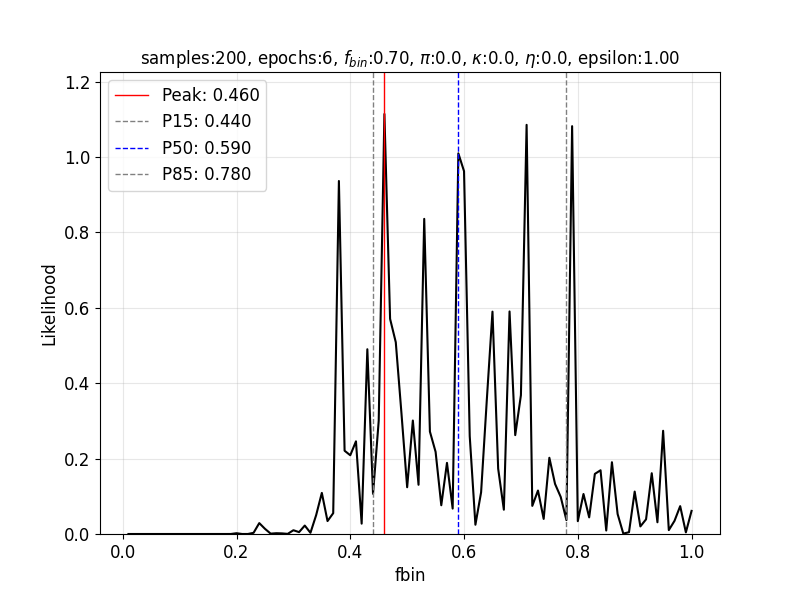 samples:200, epochs:6, f_bin:0.70, π:0.0, κ:0.0, η:0.0, epsilon:1.00
Peak: 0.460
P15: 0.440
P50: 0.590
P85: 0.780
1.2
1.0
0.8
0.6
0.4
0.2
0.0
Likelihood
0.0 0.2 0.4 0.6 0.8 1.0
fbin